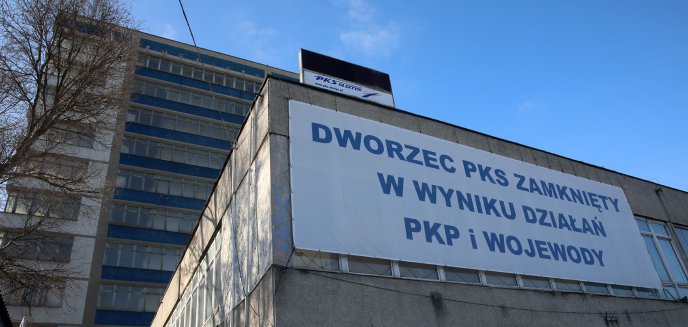 PKS OLSZTYN
DWORZEC PKS ZAMKNIĘTY
W WYNIKU DZIAŁAŃ
PKP i WOJEWODY